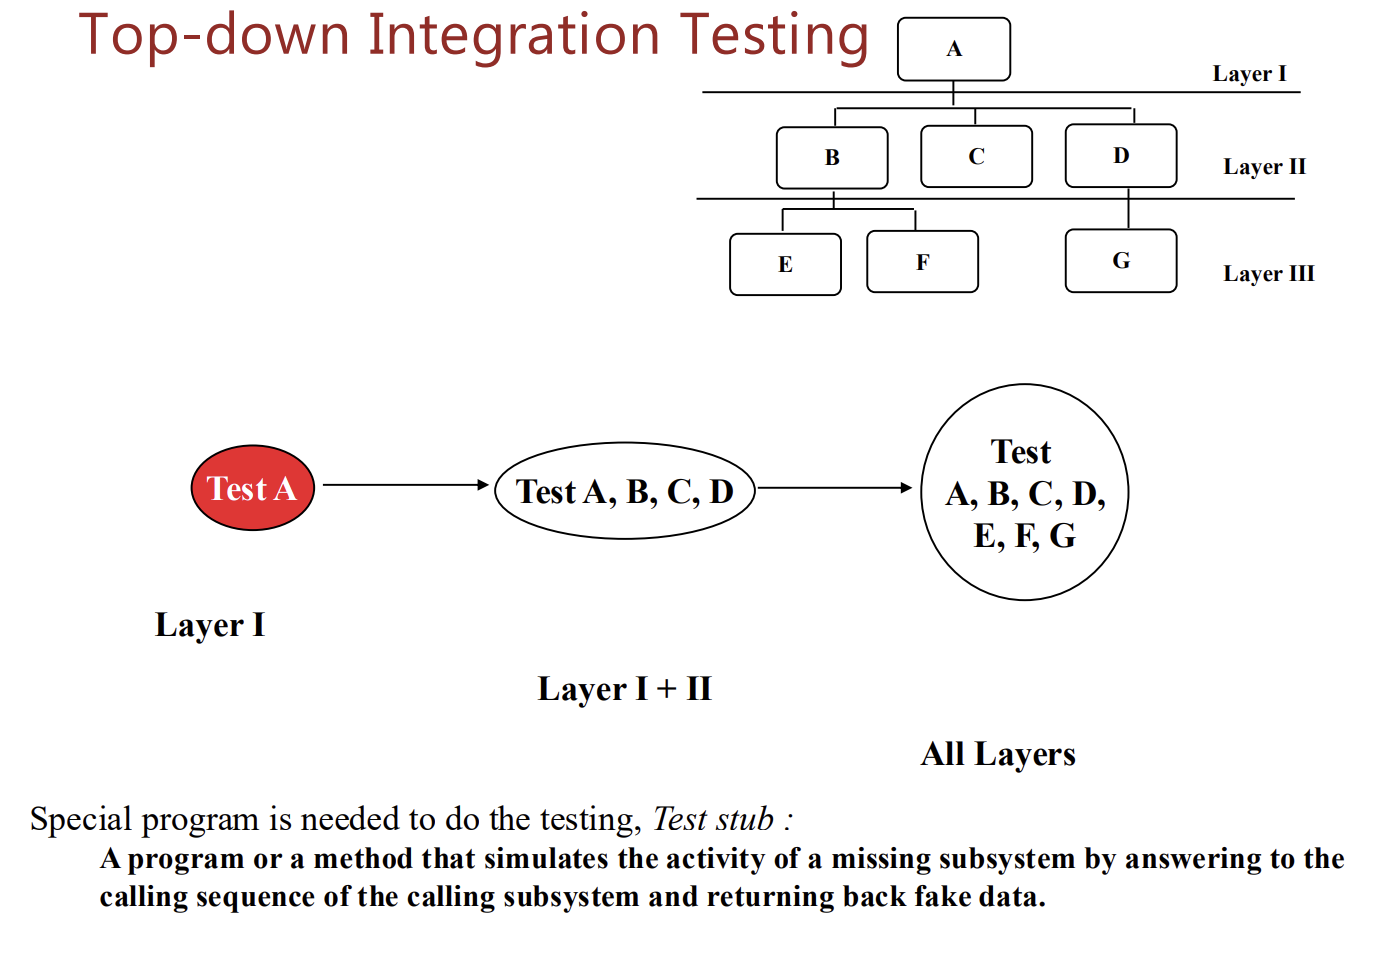 Top-down Integration Testing
A
Layer I
B
C
D
Layer II
E
F
G
Layer III
Test A
Test A, B, C, D
Test
A, B, C, D,
E, F, G
Layer I
Layer I + II
All Layers
Special program is needed to do the testing, Test stub :
A program or a method that simulates the activity of a missing subsystem by answering to the
calling sequence of the calling subsystem and returning back fake data.